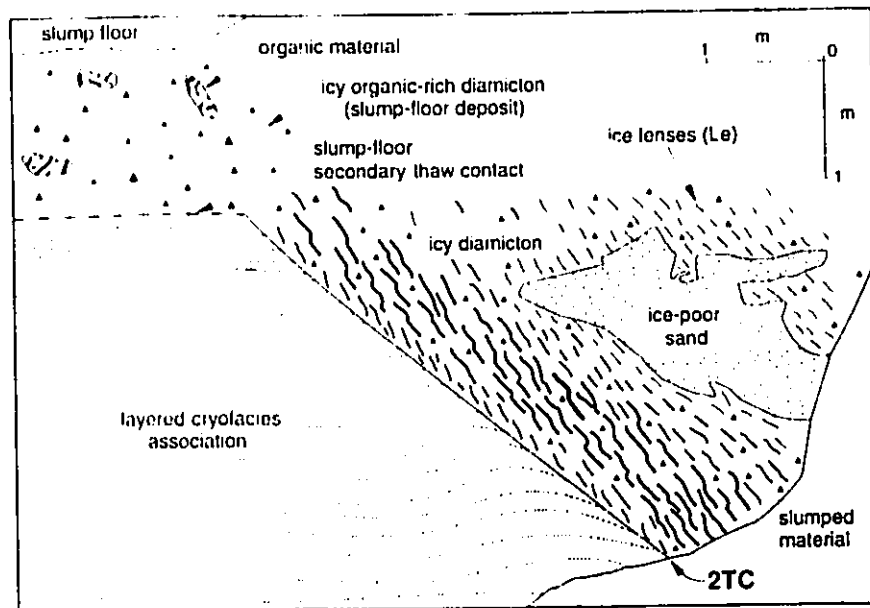 slump floor
organic material
m
1
0
icy organic-rich diamicton
(slump-floor deposit)
m
ice lenses (Le)
slump-floor
secondary thaw contact
1
icy diamicton
ice-poor
sand
layered cryofacies
association
slumped
material
2TC